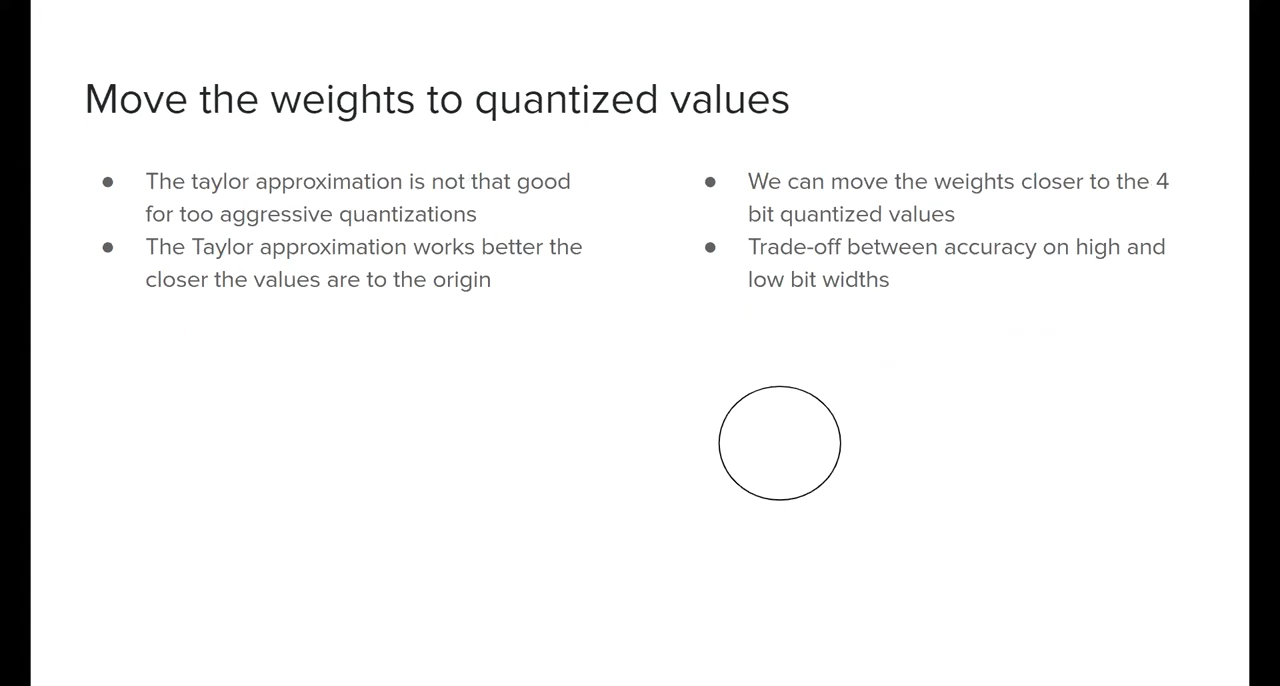 Move the weights to quantized values
● The taylor approximation is not that good
for too aggressive quantizations
● The Taylor approximation works better the
closer the values are to the origin
● We can move the weights closer to the 4
bit quantized values
● Trade-off between accuracy on high and
low bit widths